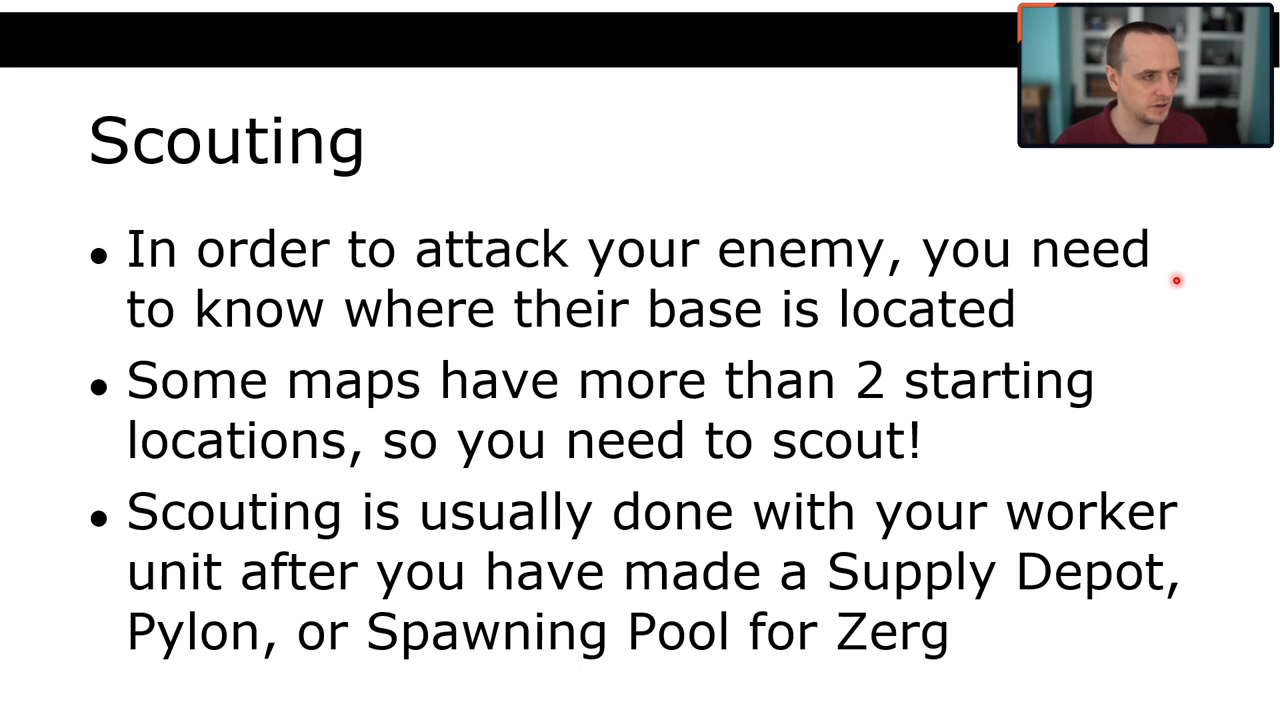 Scouting
• In order to attack your enemy, you need
to know where their base is located
• Some maps have more than 2 starting
locations, so you need to scout!
• Scouting is usually done with your worker
unit after you have made a Supply Depot,
Pylon, or Spawning Pool for Zerg